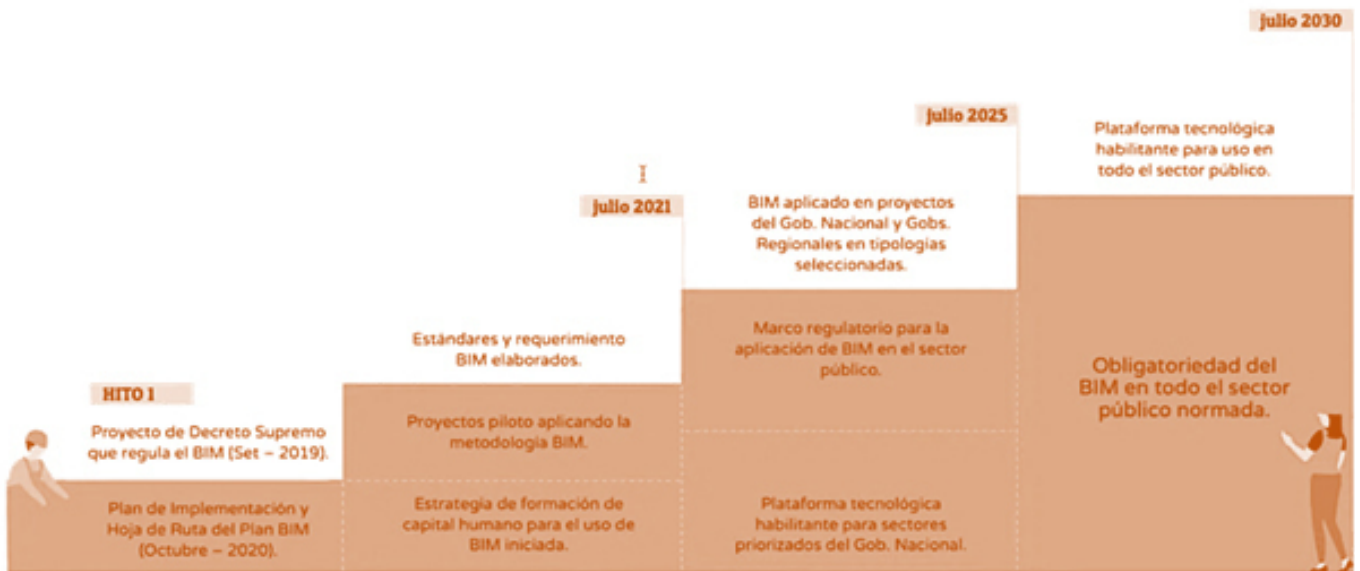 HITO 1
Proyecto de Decreto Supremo
que regula el BIM (Set – 2019).
Plan de Implementación y
Hoja de Ruta del Plan BIM
(Octubre – 2020).
julio 2021
Estándares y requerimiento
BIM elaborados.
Proyectos piloto aplicando la
metodología BIM.
Estrategia de formación de
capital humano para el uso de
BIM iniciada.
julio 2025
BIM aplicado en proyectos
del Gob. Nacional y Gobs.
Regionales en tipologías
seleccionadas.
Marco regulatorio para la
aplicación de BIM en el sector
público.
Plataforma tecnológica
habilitante para sectores
priorizados del Gob. Nacional.
julio 2030
Plataforma tecnológica
habilitante para uso en
todo el sector público.
Obligatoriedad del
BIM en todo el sector
público normada.